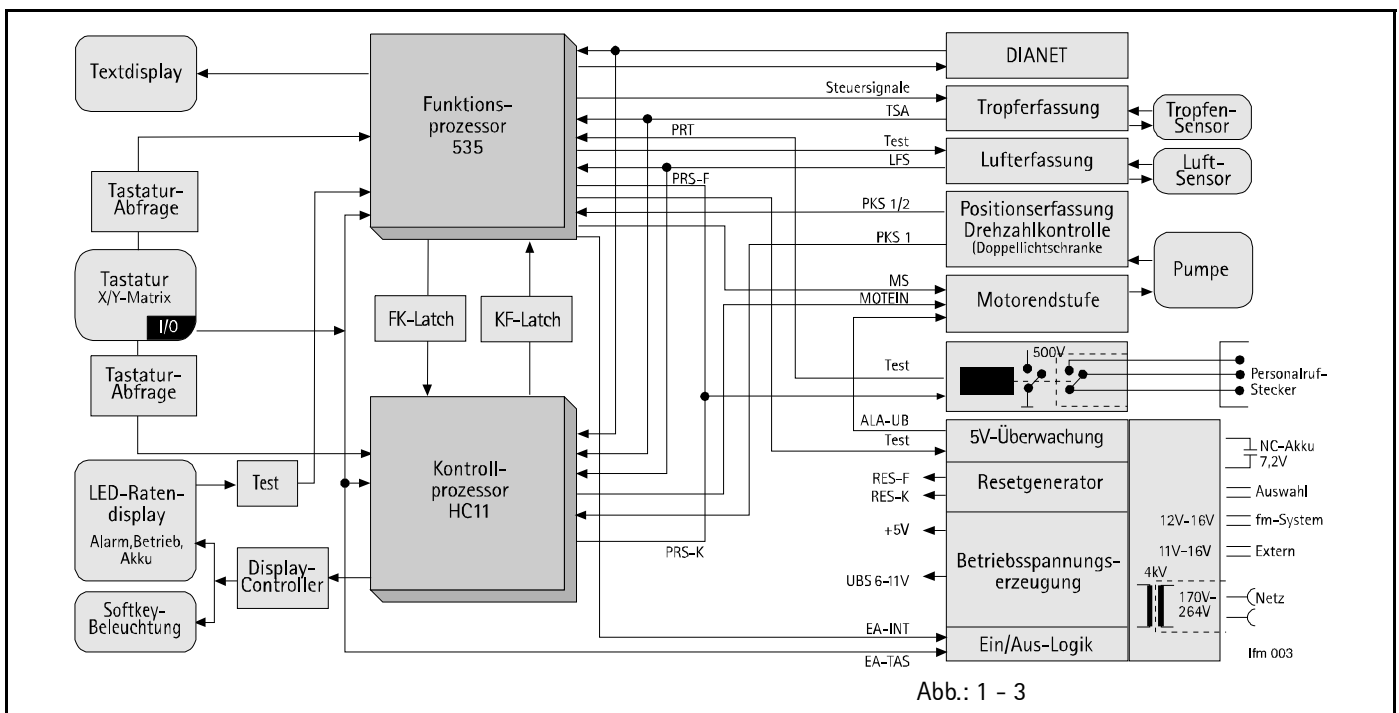 Textdisplay
Funktions-
prozessor
535
DIANET
Steuersignale
Tropferfassung
Tropfen-
Sensor
TSA
PRT
Test
Lufterfassung
Luft-
Sensor
LFS
PRS-F
Tastatur-
Abfrage
PKS 1/2
Positionserfassung
Drehzahlkontrolle
(Doppellichtschranke
PKS 1
Pumpe
Tastatur
X/Y-Matrix
I/O
MS
MOTEIN
Motorendstufe
FK-Latch
KF-Latch
Tastatur-
Abfrage
500V
Test
Personalruf-
Stecker
ALA-UB
Test
5V-Überwachung
NC-Akku
7,2V
Kontroll-
prozessor
HC11
LED-Raten-
display
Alarm,Betrieb,
Akku
Test
RES-F
RES-K
Resetgenerator
Auswahl
12V-16V
fm-System
+5V
11V-16V
Extern
PRS-K
Display-
Controller
Betriebsspannungs-
erzeugung
4kV
UBS 6-11V
170V-
264V
Netz
Softkey-
Beleuchtung
EA-INT
EA-TAS
Ein/Aus-Logik
lfm 003
Abb.: 1 - 3